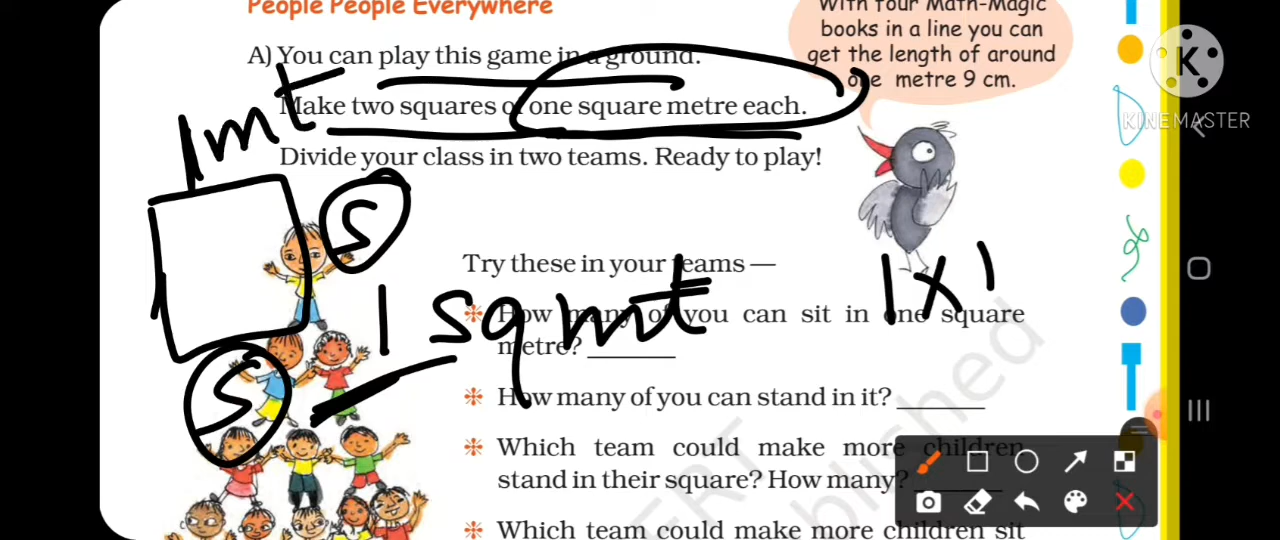 People People Everywhere
With four Math-Magic
books in a line you can
get the length of around
one metre 9 cm.
A) You can play this game in a ground.
Make two squares of one square metre each.
Divide your class in two teams. Ready to play!
1mt
S
S
1 sq mt
1x1
Try these in your teams —
How many of you can sit in one square
metre?
How many of you can stand in it?
Which team could make more children
stand in their square? How many?
Which team could make more children sit
K
KINEMASTER
blished